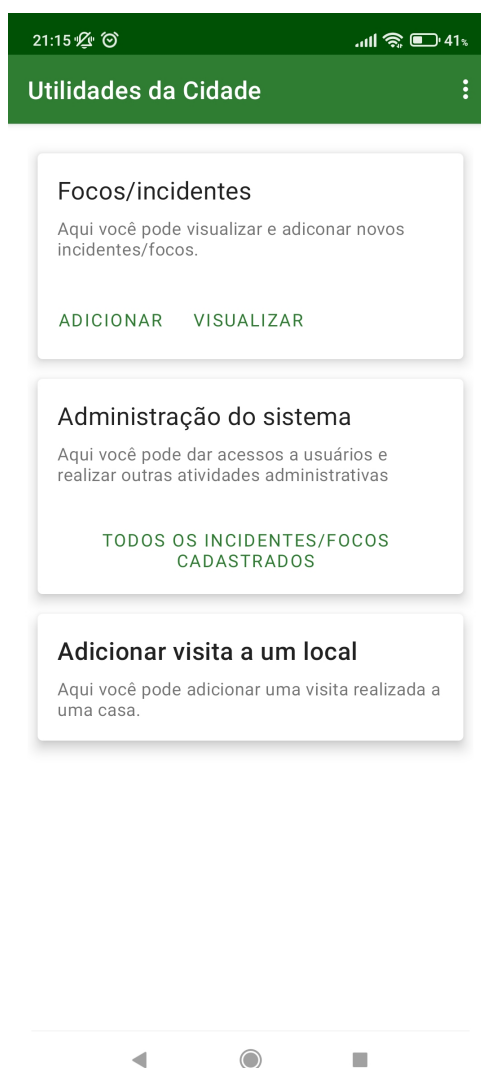 21:15 41%
Utilidades da Cidade
Focos/incidentes
Aqui você pode visualizar e adiconar novos
incidentes/focos.
ADICIONAR VISUALIZAR
Administração do sistema
Aqui você pode dar acessos a usuários e
realizar outras atividades administrativas
TODOS OS INCIDENTES/FOCOS
CADASTRADOS
Adicionar visita a um local
Aqui você pode adicionar uma visita realizada a
uma casa.